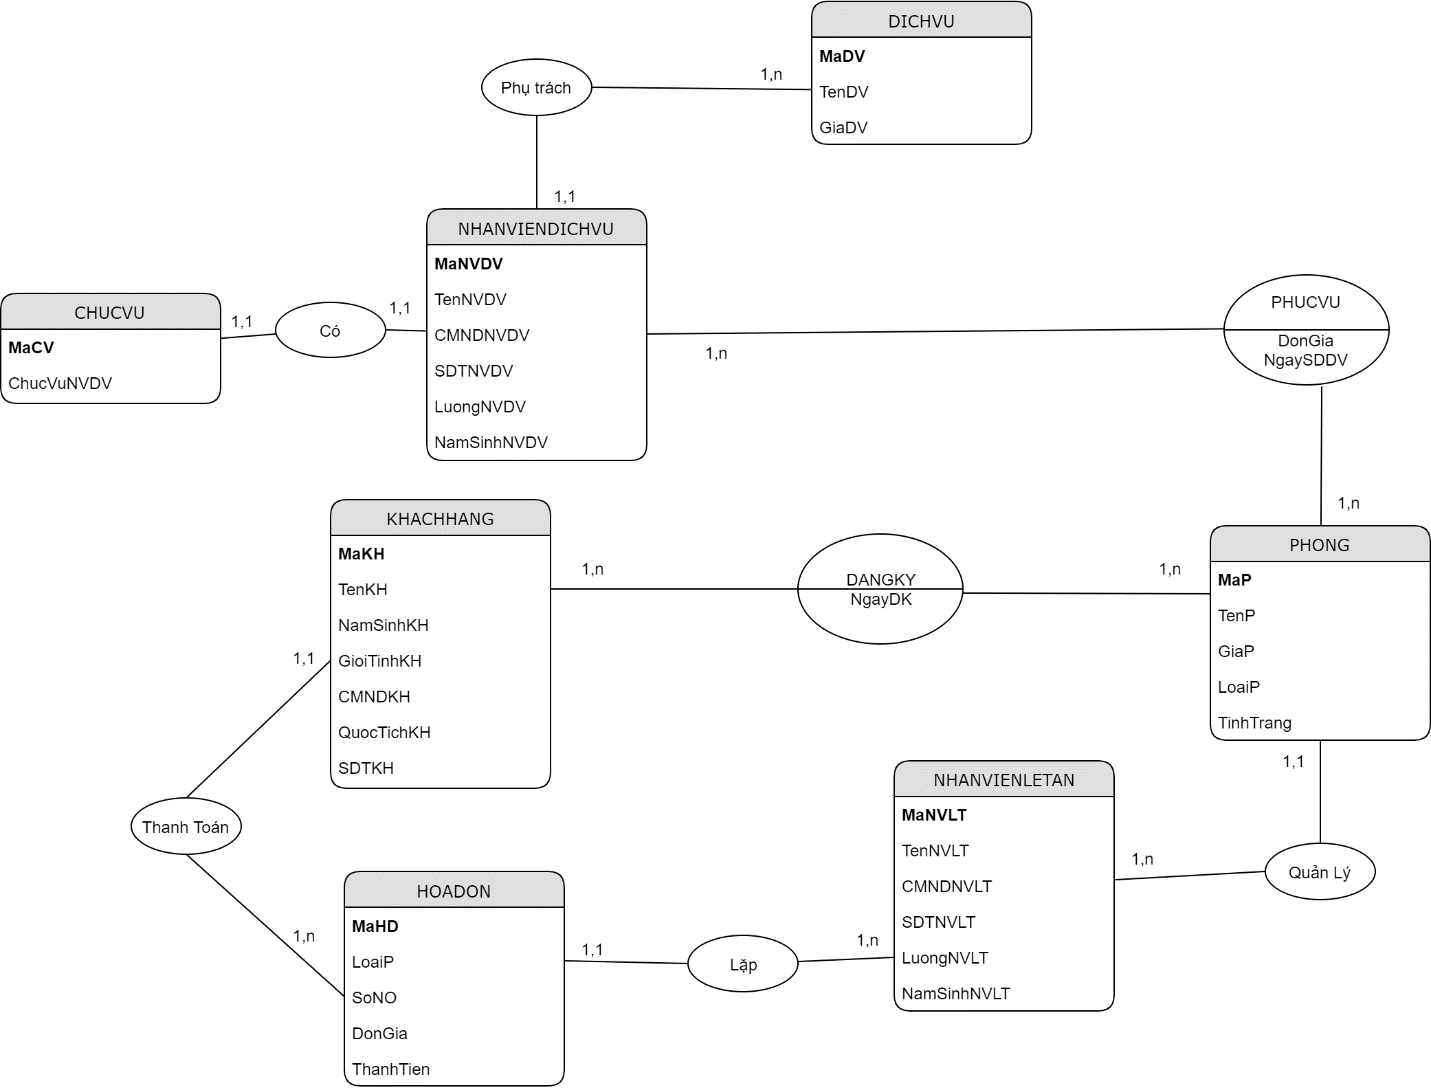 DICHVU
MaDV
TenDV
GiaDV
Phụ trách
1,n
1,1
NHANVIENDICHVU
MaNVDV
TenNVDV
CMNDNVDV
SDTNVDV
LuongNVDV
NamSinhNVDV
CHUCVU
MaCV
ChucVuNVDV
1,1
Có
1,1
1,n
PHUCVU
DonGia
NgaySDDV
1,n
KHACHHANG
MaKH
TenKH
NamSinhKH
GioiTinhKH
CMNDKH
QuocTichKH
SDTKH
1,n
DANGKY
NgayDK
1,n
PHONG
MaP
TenP
GiaP
LoaiP
TinhTrang
1,1
1,1
Thanh Toán
1,n
NHANVIENLETAN
MaNVLT
TenNVLT
CMNDNVLT
SDTNVLT
LuongNVLT
NamSinhNVLT
1,n
Quản Lý
HOADON
MaHD
LoaiP
SoNO
DonGia
ThanhTien
1,1
Lặp
1,n